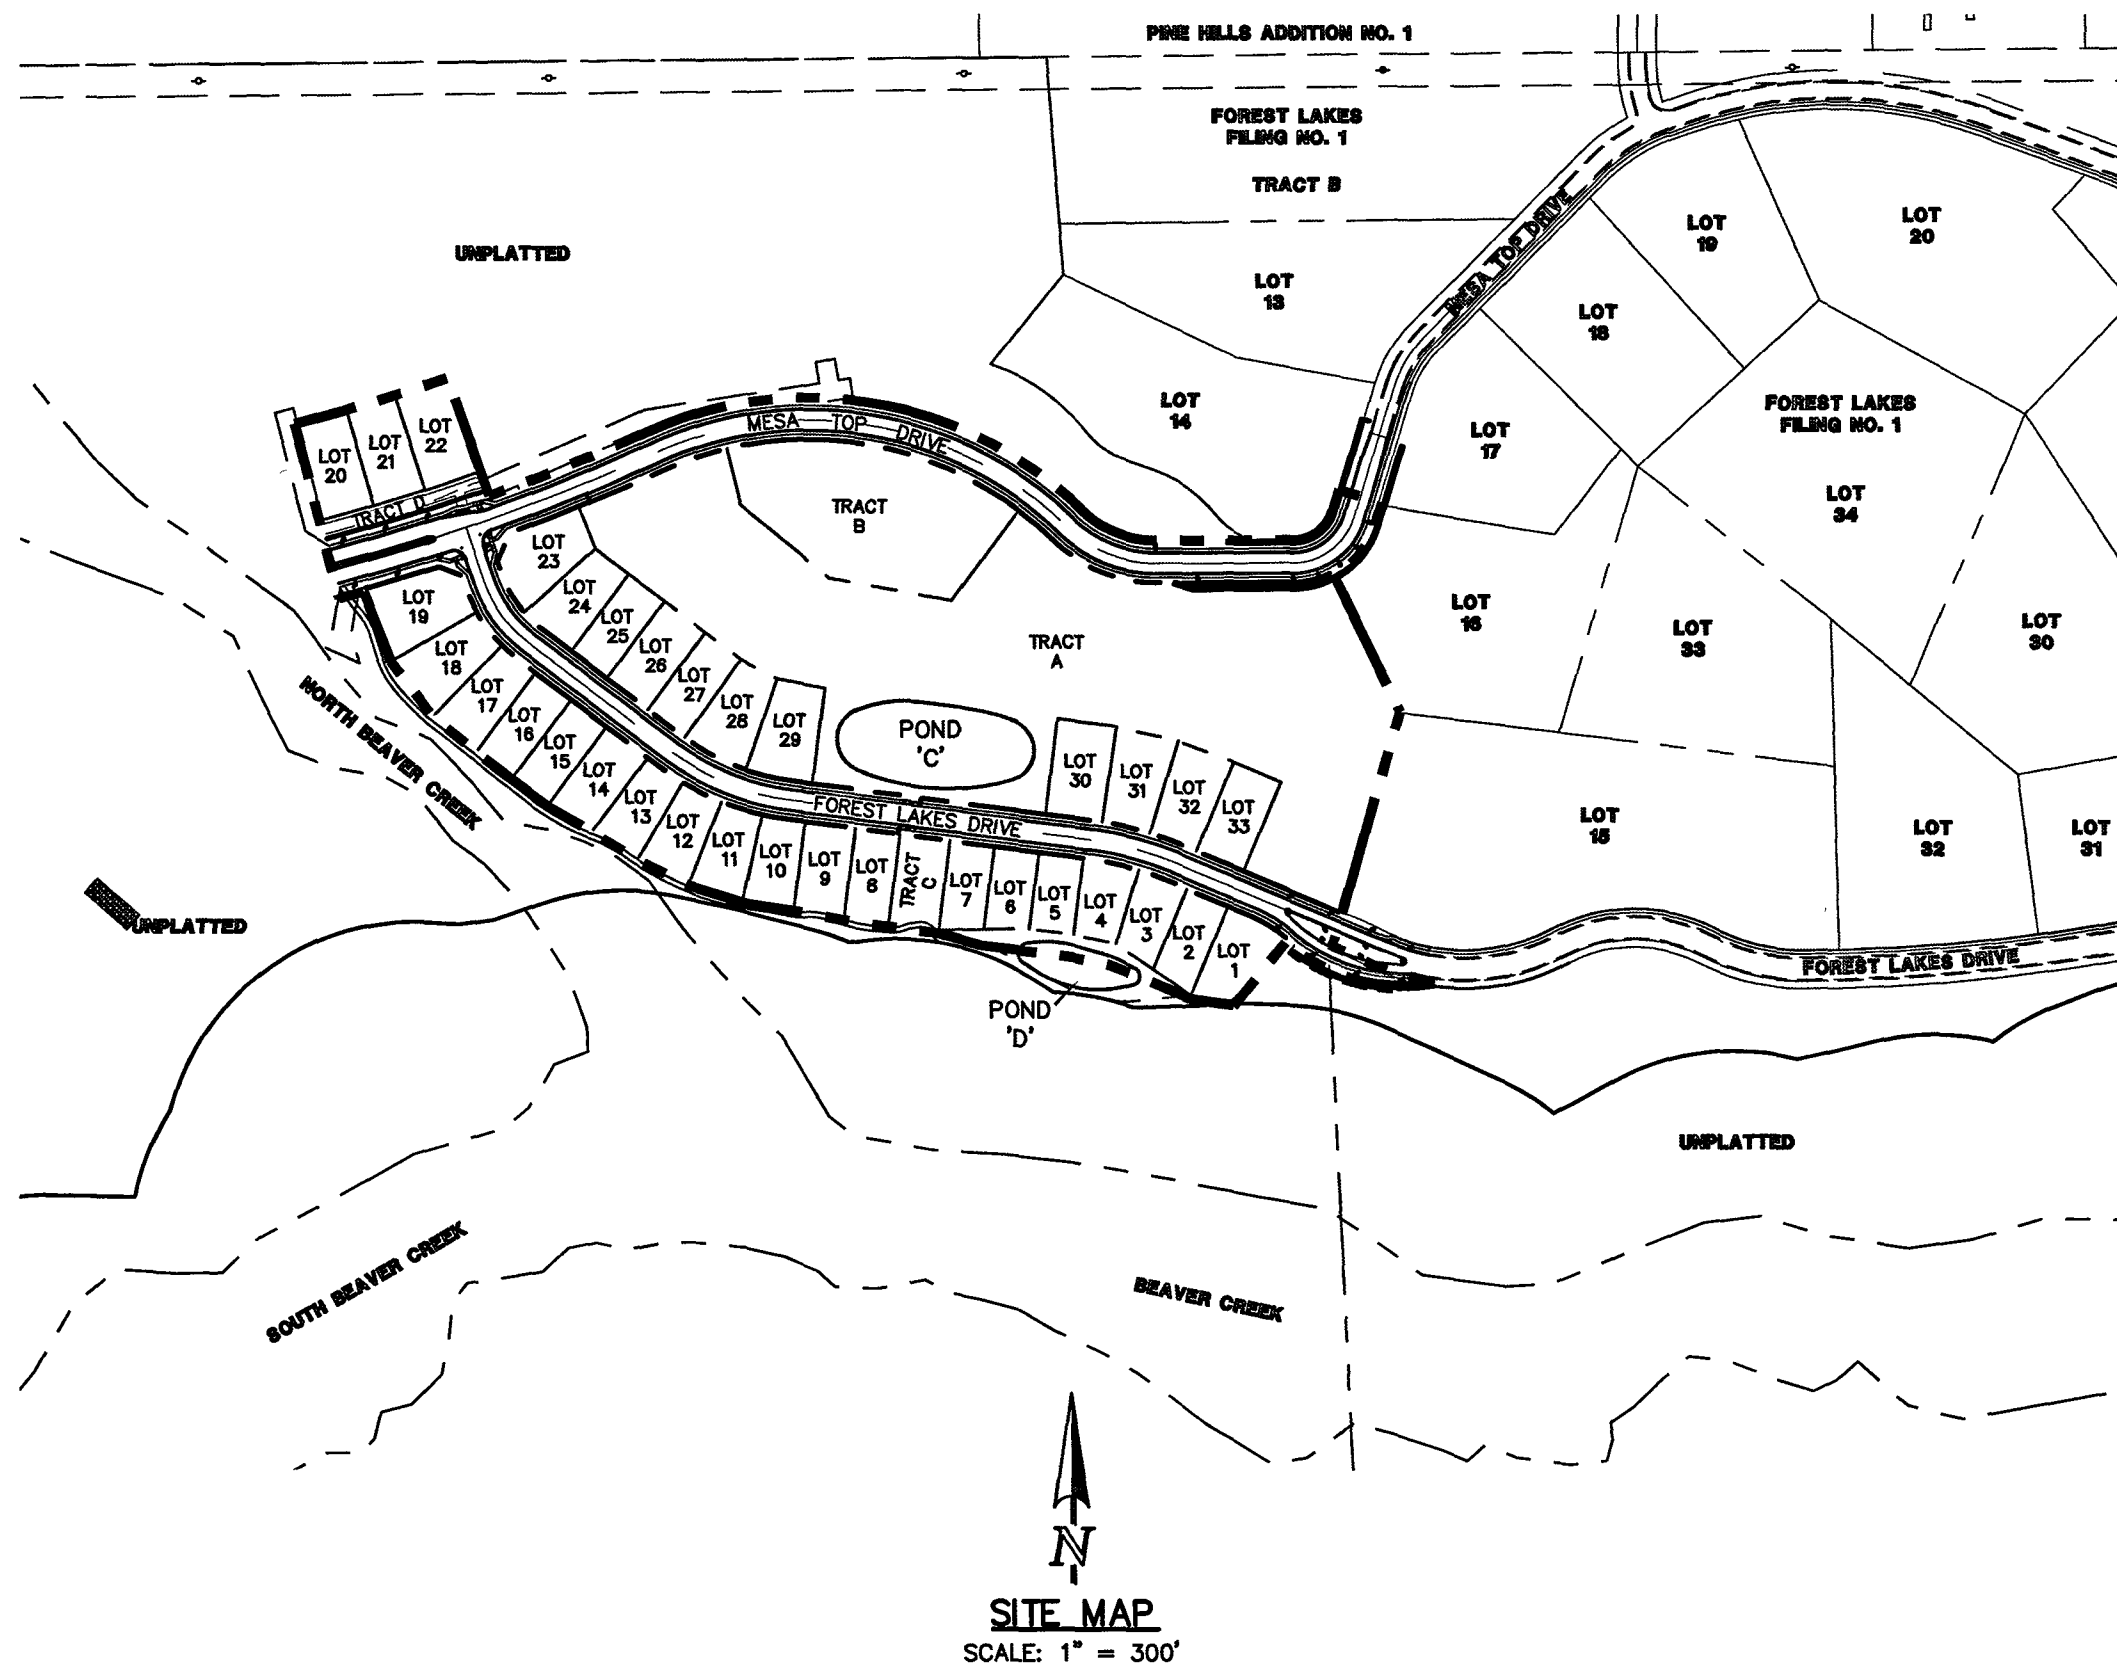 PINE HILLS ADDITION NO. 1
FOREST LAKES
FILING NO. 1
TRACT B
UNPLATTED
MESA TOP DRIVE
LOT
19
LOT
20
LOT
13
LOT
18
LOT
14
LOT
17
FOREST LAKES
FILING NO. 1
LOT
34
LOT
20
LOT
21
LOT
22
TRACT D
MESA TOP DRIVE
TRACT
B
LOT
23
LOT
24
LOT
25
LOT
26
LOT
27
LOT
28
LOT
29
TRACT
A
LOT
16
LOT
33
LOT
30
LOT
19
LOT
18
LOT
17
LOT
16
LOT
15
LOT
14
LOT
13
LOT
12
LOT
11
LOT
10
LOT
9
LOT
8
TRACT
C
LOT
7
LOT
6
LOT
5
LOT
4
LOT
3
LOT
2
LOT
1
POND
'C'
LOT
30
LOT
31
LOT
32
LOT
33
FOREST LAKES DRIVE
LOT
15
LOT
32
LOT
31
NORTH BEAVER CREEK
UNPLATTED
FOREST LAKES DRIVE
POND
'D'
UNPLATTED
SOUTH BEAVER CREEK
BEAVER CREEK
N
SITE MAP
SCALE: 1" = 300'